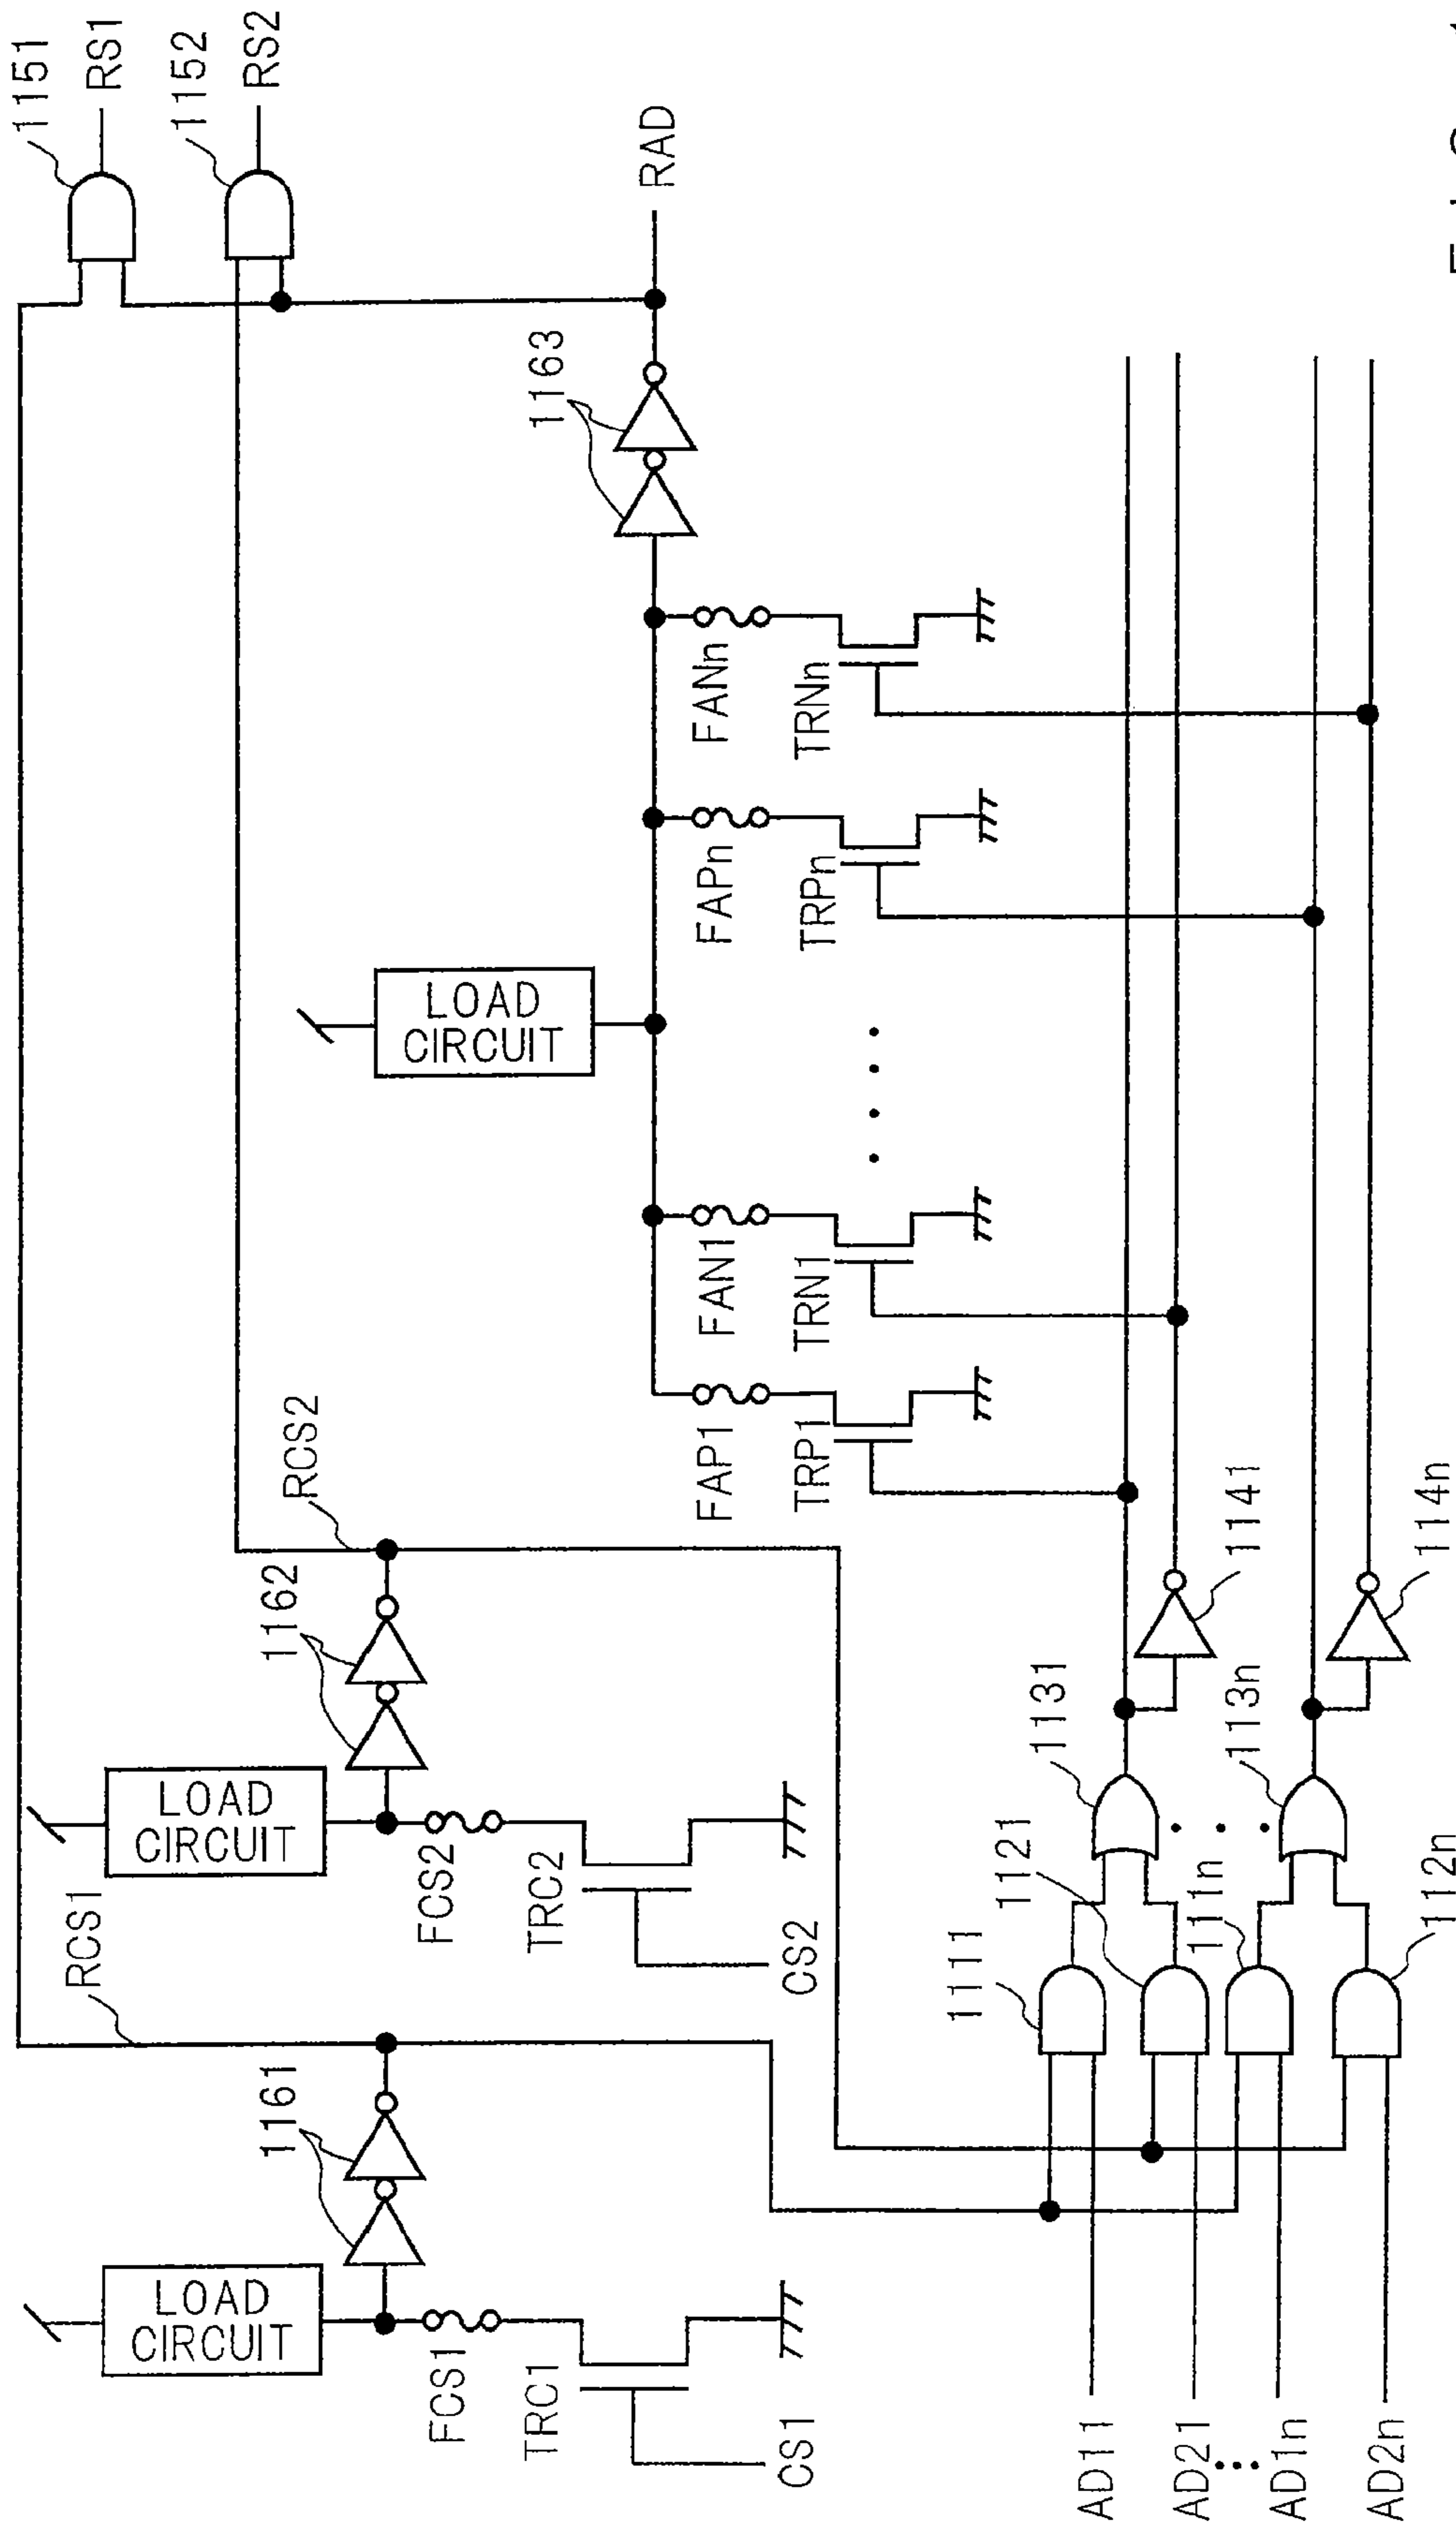 1151
RS1
1152
RS2
RAD
1163
LOAD
CIRCUIT
FAP1
FAN1
FAPn
FANn
TRP1
TRN1
TRPn
TRNn
RCS1
RCS2
LOAD
CIRCUIT
1161
FCS1
TRC1
CS1
LOAD
CIRCUIT
1162
FCS2
TRC2
CS2
1111
1121
111n
112n
1131
113n
1141
114n
AD11
AD21
AD1n
AD2n